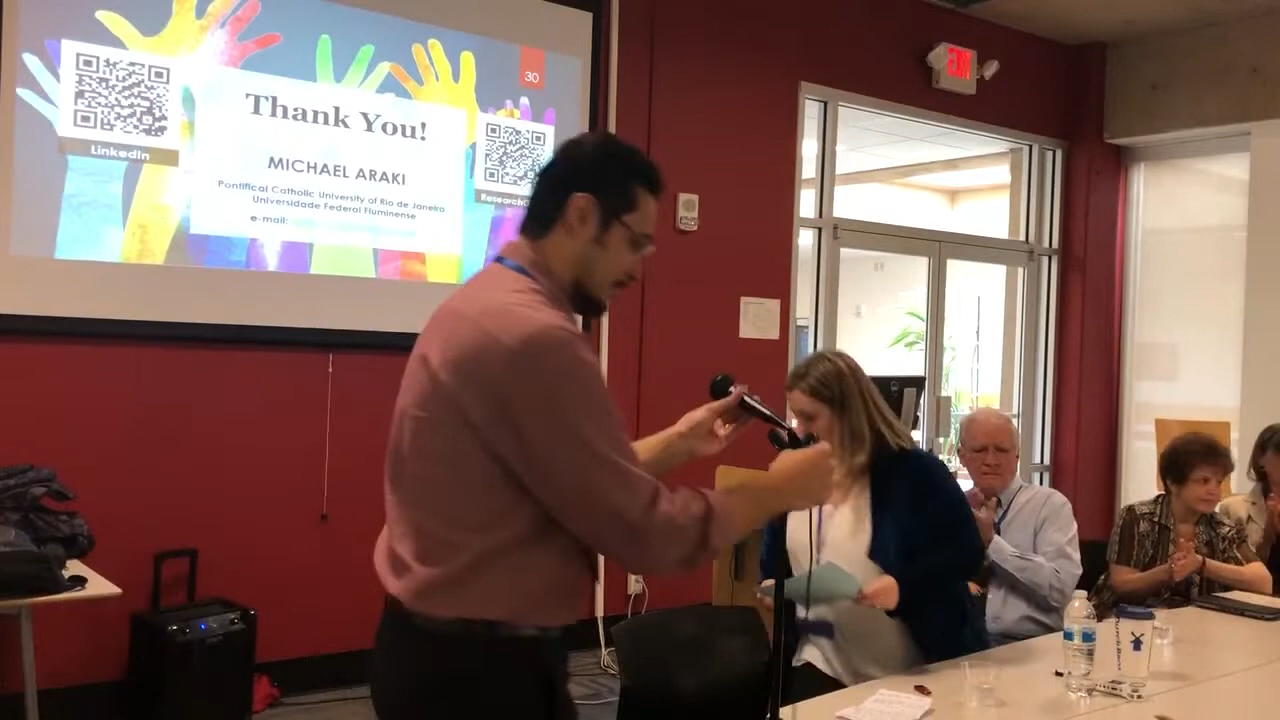 30
LinkedIn
Thank You!
MICHAEL ARAKI
Pontifical Catholic University of Rio de Janeiro
Universidade Federal Fluminense
e-mail:
EXIT